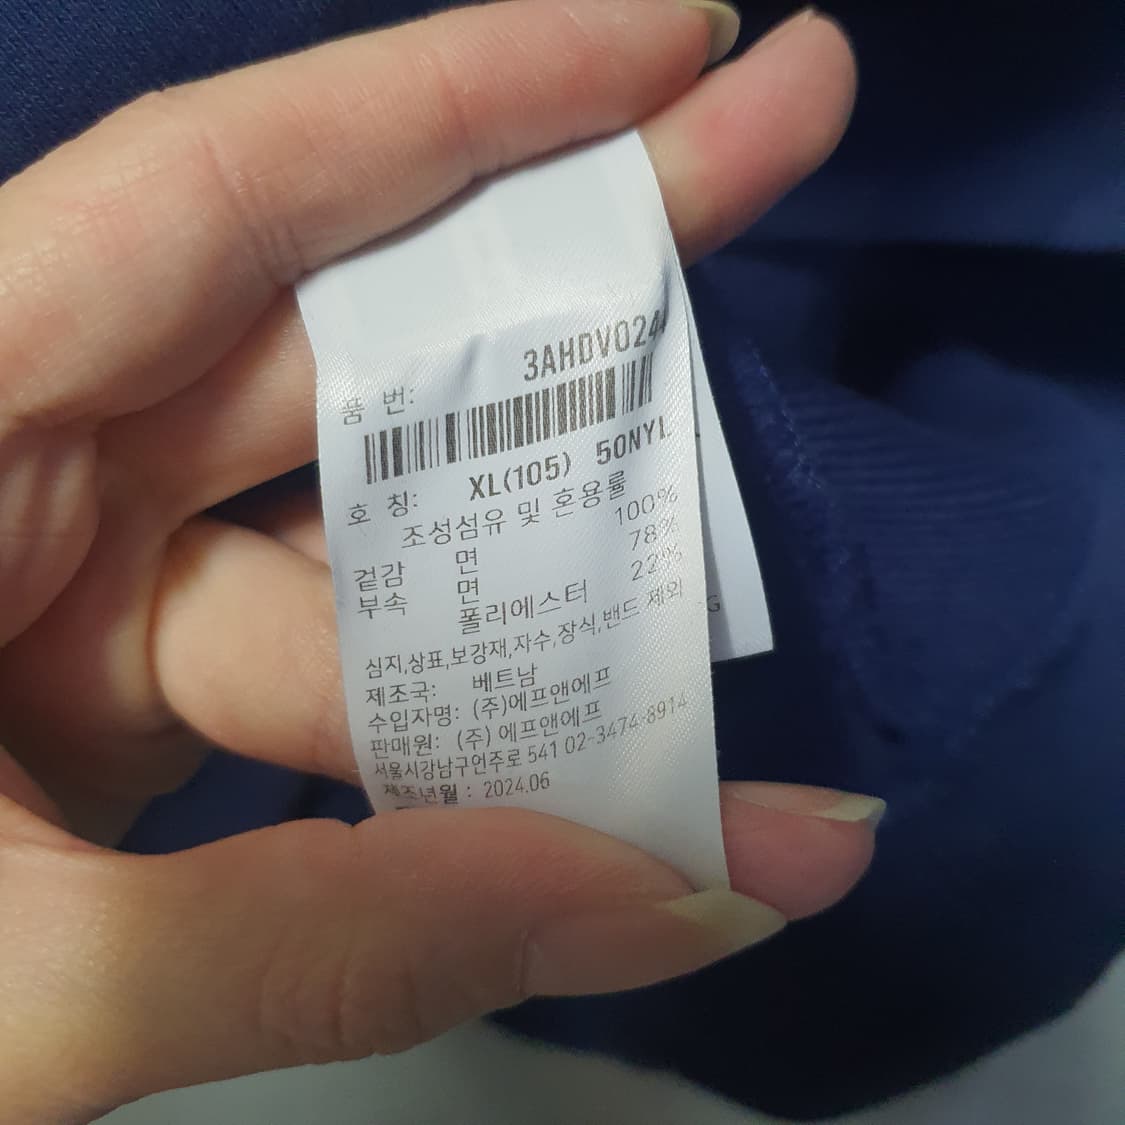 품 번: 3AHDV024
호 칭: XL(105) 50NYL
조성섬유 및 혼용률
겉감 면 100%
부속 면 78%
폴리에스터 22%
심지,상표,보강재,자수,장식,밴드 제외
제조국: 베트남
수입자명: (주)에프앤에프
판매원: (주) 에프앤에프
서울시강남구언주로 541 02-3474-8914
제조년월 : 2024.06
G